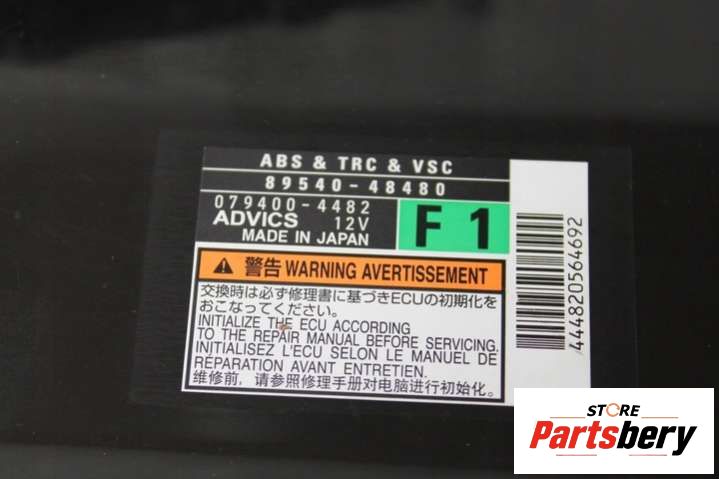 ABS & TRC & VSC
89540-48480
079400-4482
ADVICS 12V
MADE IN JAPAN
F1
警告 WARNING AVERTISSEMENT
交換時は必ず修理書に基づきECUの初期化を
おこなってください。
INITIALIZE THE ECU ACCORDING
TO THE REPAIR MANUAL BEFORE SERVICING.
INITIALISEZ L'ECU SELON LE MANUEL DE
RÉPARATION AVANT ENTRETIEN.
维修前，请参照修理手册对电脑进行初始化。
444820564692
STORE
Partsbery